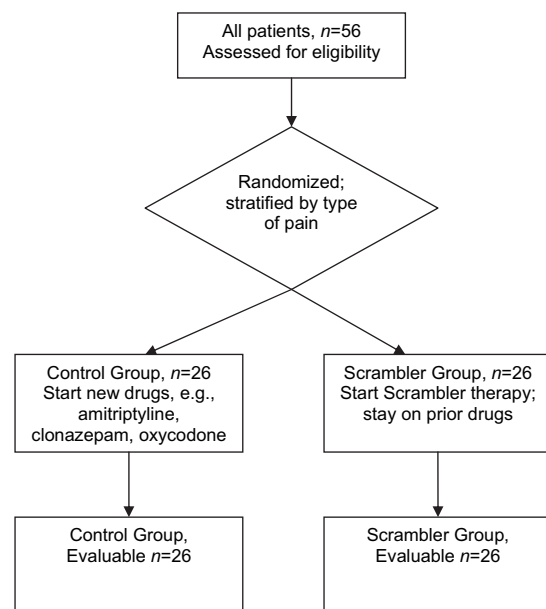 All patients, n=56
Assessed for eligibility
Randomized;
stratified by type
of pain
Control Group, n=26
Start new drugs, e.g.,
amitriptyline,
clonazepam, oxycodone
Scrambler Group, n=26
Start Scrambler therapy;
stay on prior drugs
Control Group,
Evaluable n=26
Scrambler Group,
Evaluable n=26